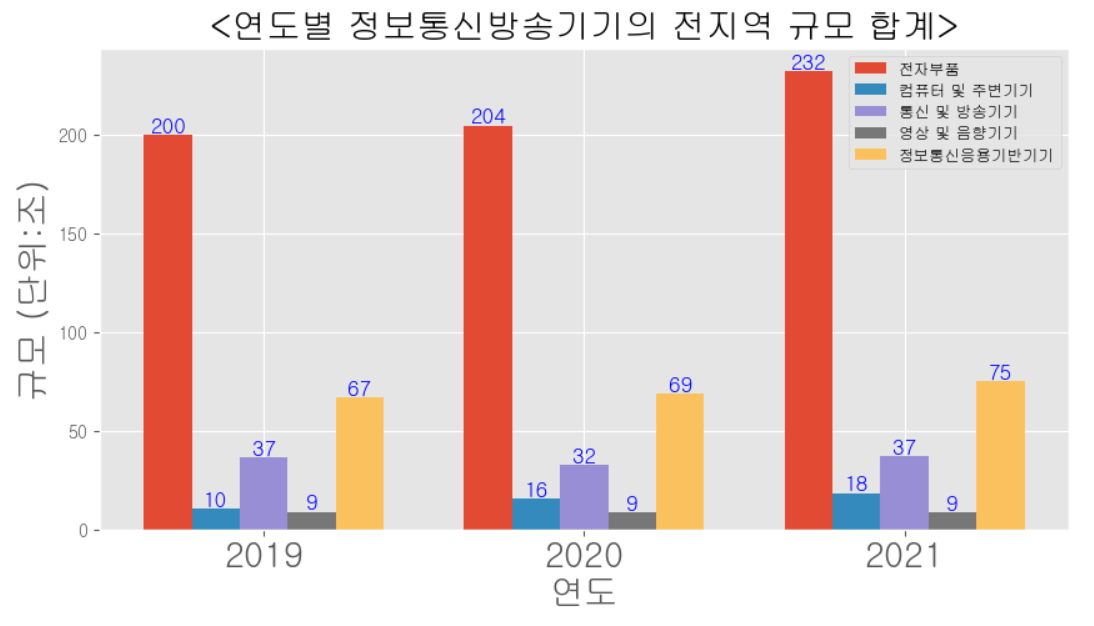 <연도별 정보통신방송기기의 전지역 규모 합계>
규모 (단위:조)
200
150
100
50
0
전자부품
컴퓨터 및 주변기기
통신 및 방송기기
영상 및 음향기기
정보통신응용기반기기
200
10
37
9
67
204
16
32
9
69
232
18
37
9
75
2019
2020
2021
연도